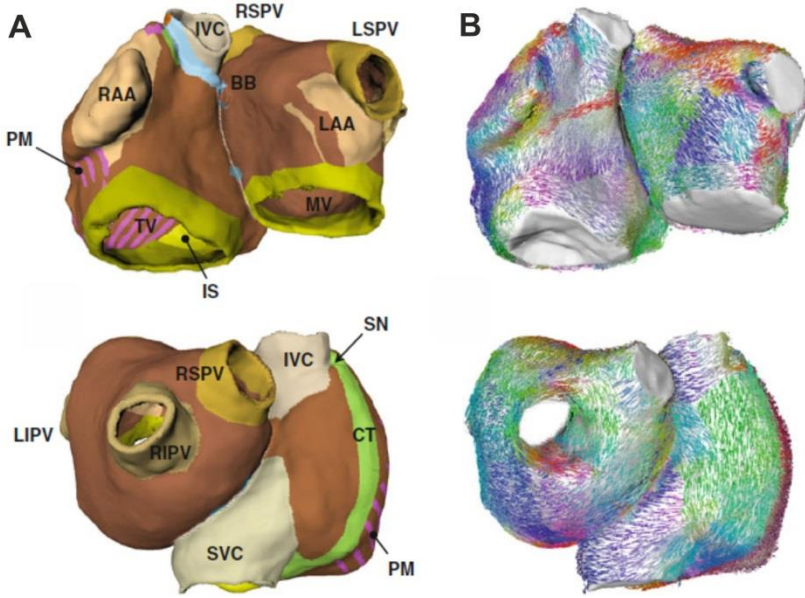 A
IVC
RSPV
LSPV
RAA
BB
LAA
PM
TV
MV
IS
B
SN
IVC
RSPV
LIPV
RIPV
CT
SVC
PM